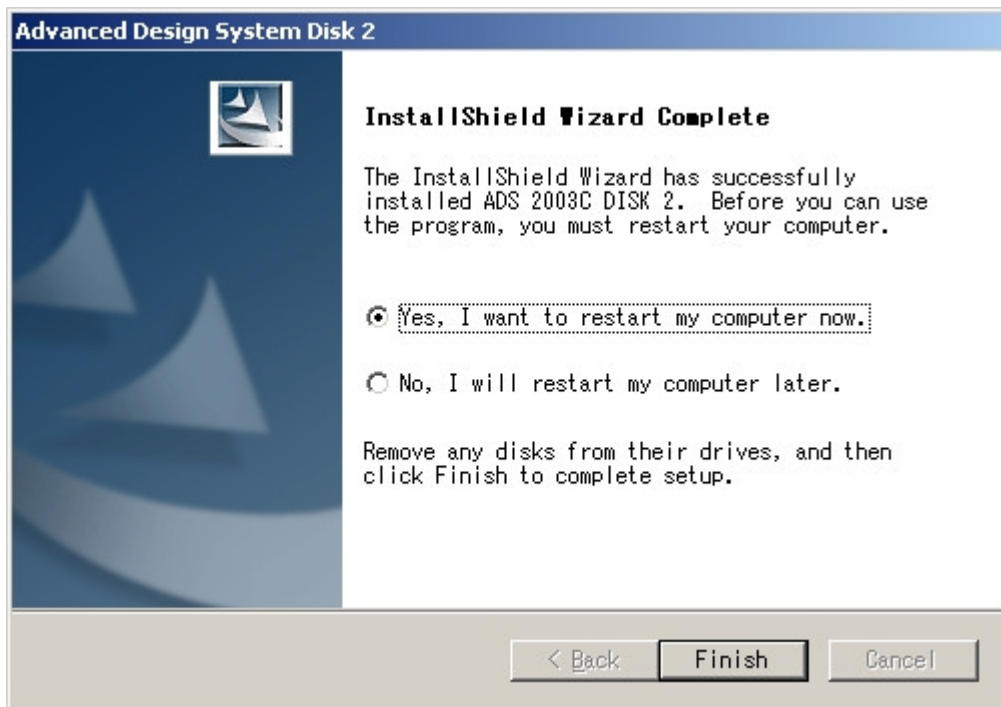 Advanced Design System Disk 2
InstallShield Wizard Complete
The InstallShield Wizard has successfully
installed ADS 2003C DISK 2.  Before you can use
the program, you must restart your computer.
Yes, I want to restart my computer now.
No, I will restart my computer later.
Remove any disks from their drives, and then
click Finish to complete setup.
< Back
Finish
Cancel